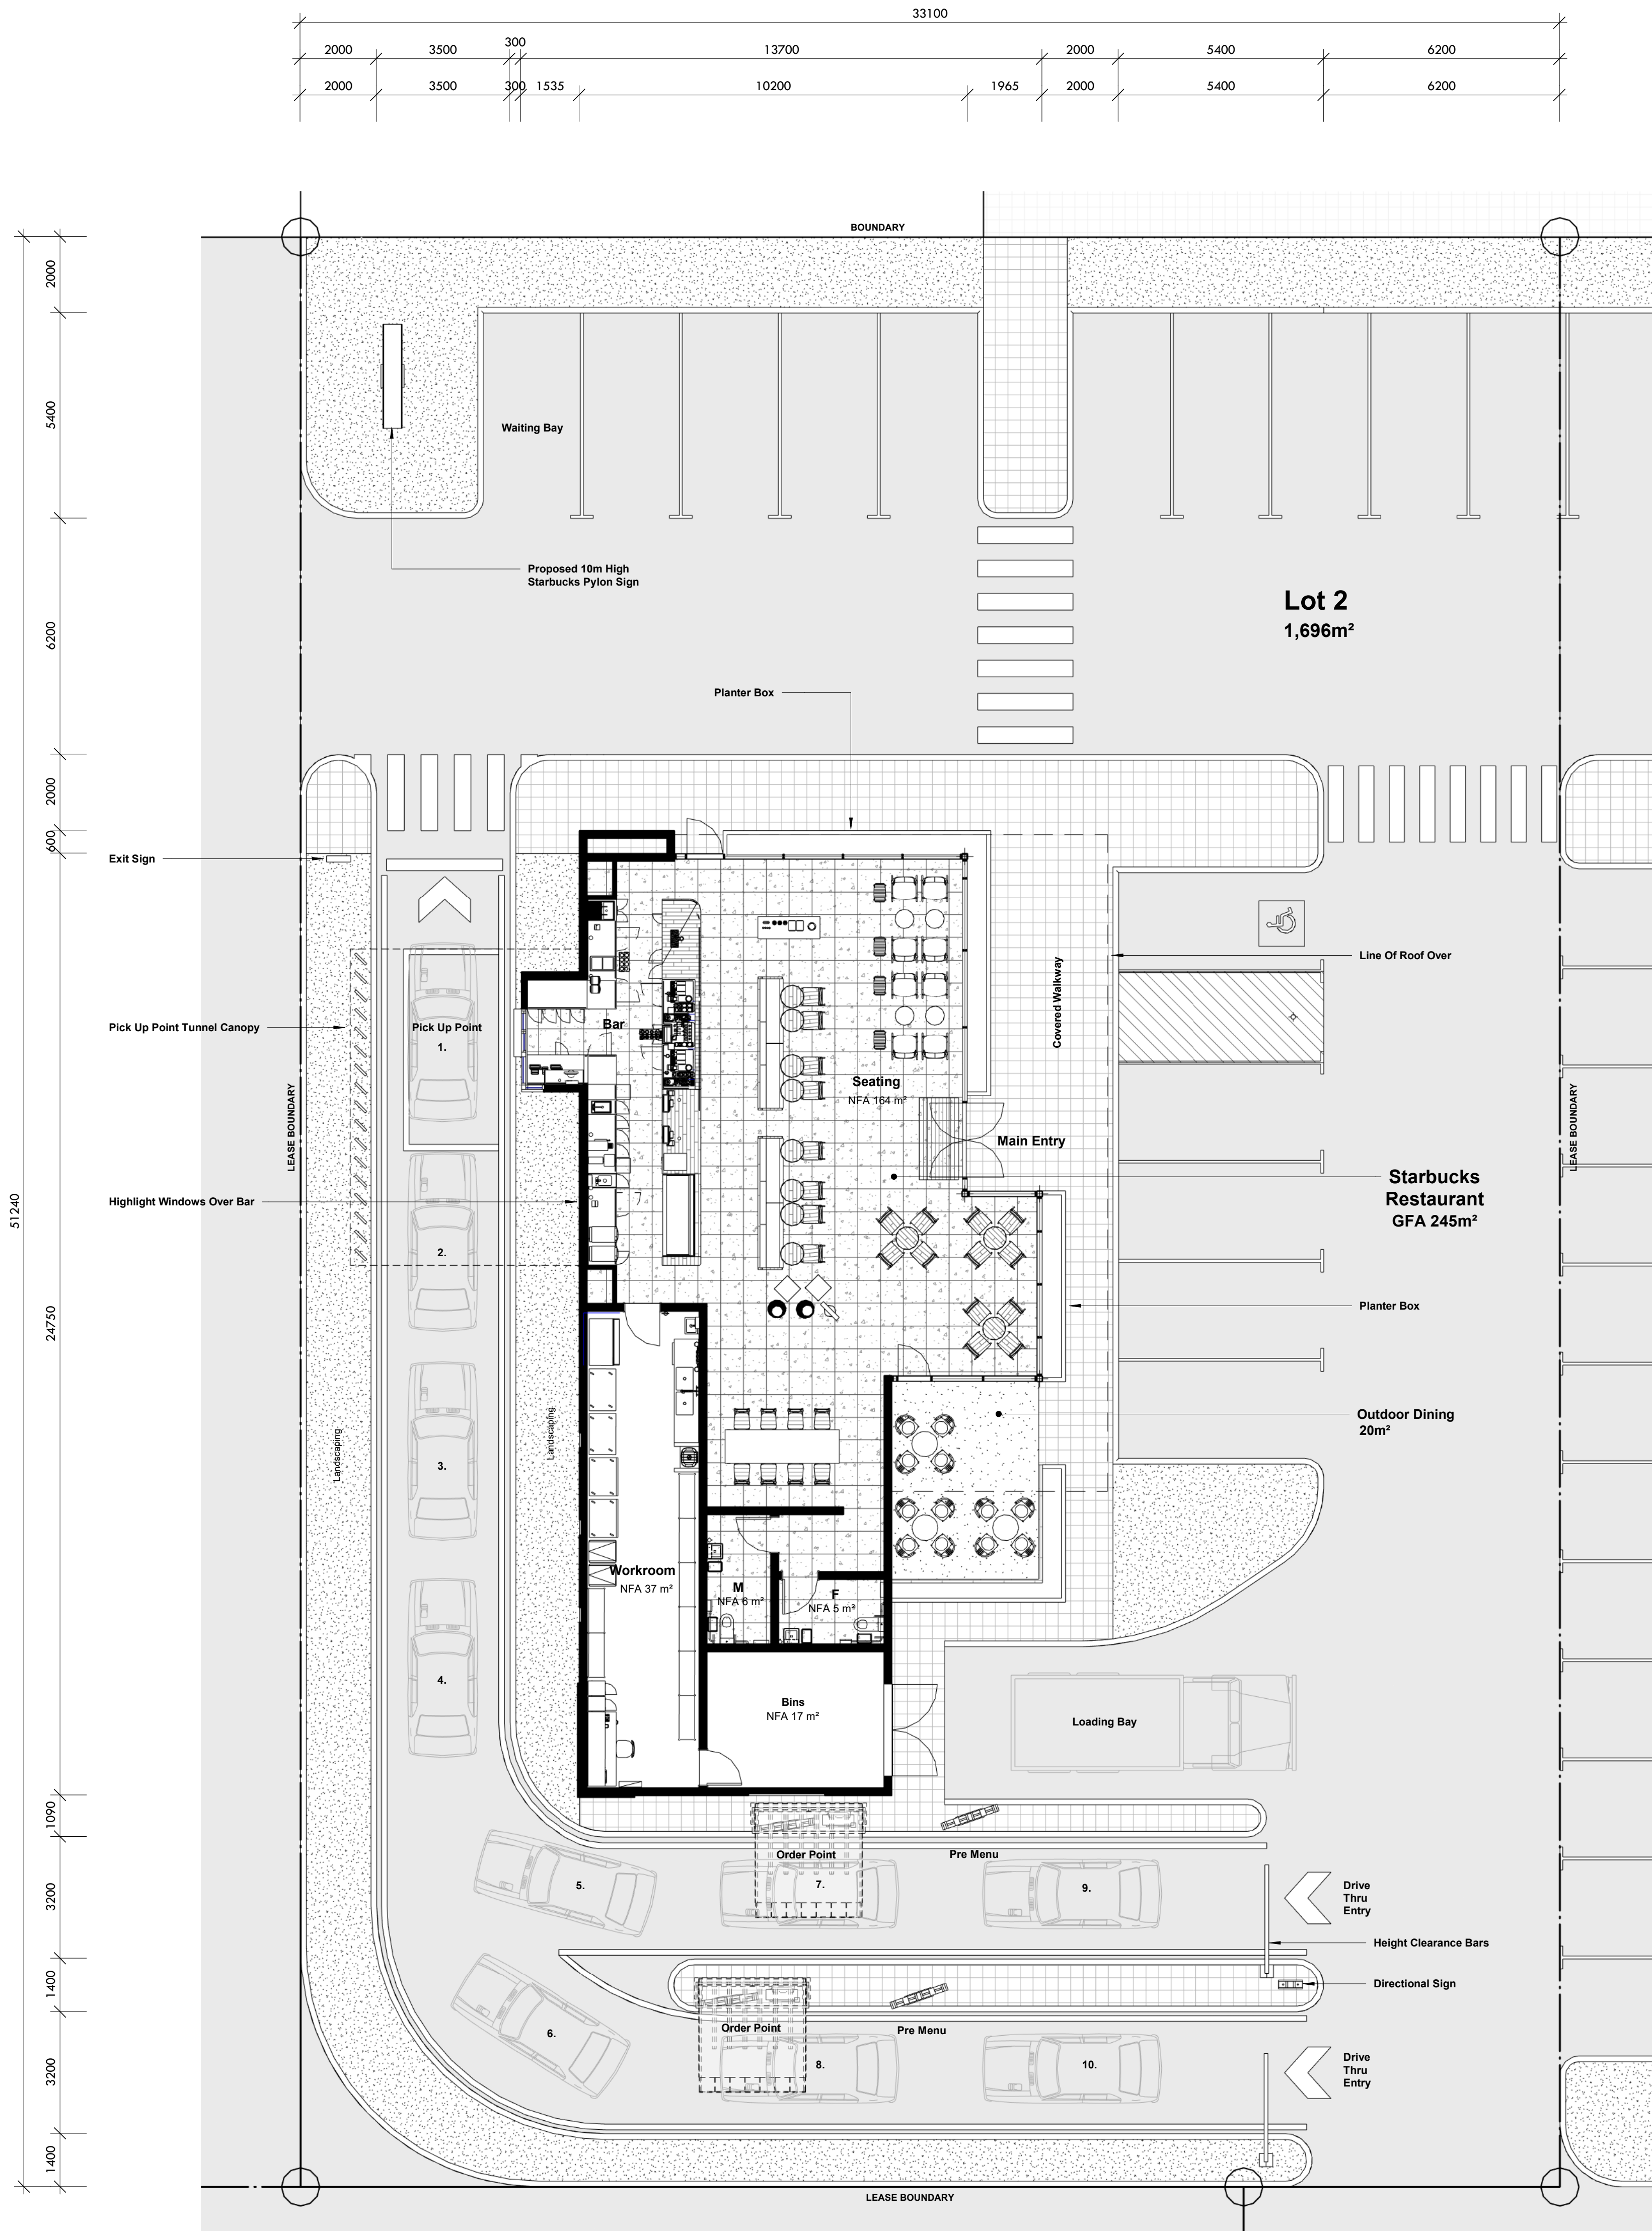 33100
2000 3500 300 13700 2000 5400 6200
2000 3500 300 1535 10200 1965 2000 5400 6200
BOUNDARY
2000
5400
6200
2000
600
24750
1090
3200
1400
3200
1400
51240
Waiting Bay
Proposed 10m High
Starbucks Pylon Sign
Lot 2
1,696m²
Planter Box
Exit Sign
Line Of Roof Over
Covered Walkway
Pick Up Point Tunnel Canopy
Pick Up Point
1.
Bar
Seating
NFA 164 m²
LEASE BOUNDARY
LEASE BOUNDARY
Main Entry
Starbucks
Restaurant
GFA 245m²
Highlight Windows Over Bar
2.
Planter Box
Landscaping
Landscaping
3.
Outdoor Dining
20m²
Workroom
NFA 37 m²
M
NFA 6 m²
F
NFA 5 m²
4.
Bins
NFA 17 m²
Loading Bay
Order Point
Pre Menu
5.
7.
9.
Drive
Thru
Entry
Height Clearance Bars
Directional Sign
6.
Order Point
Pre Menu
8.
10.
Drive
Thru
Entry
LEASE BOUNDARY